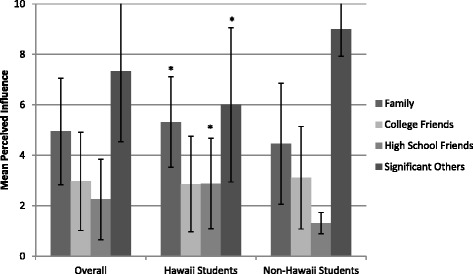 10
8
6
4
2
0
Mean Perceived Influence
* * *
Overall Hawaii Students Non-Hawaii Students
Family
College Friends
High School Friends
Significant Others